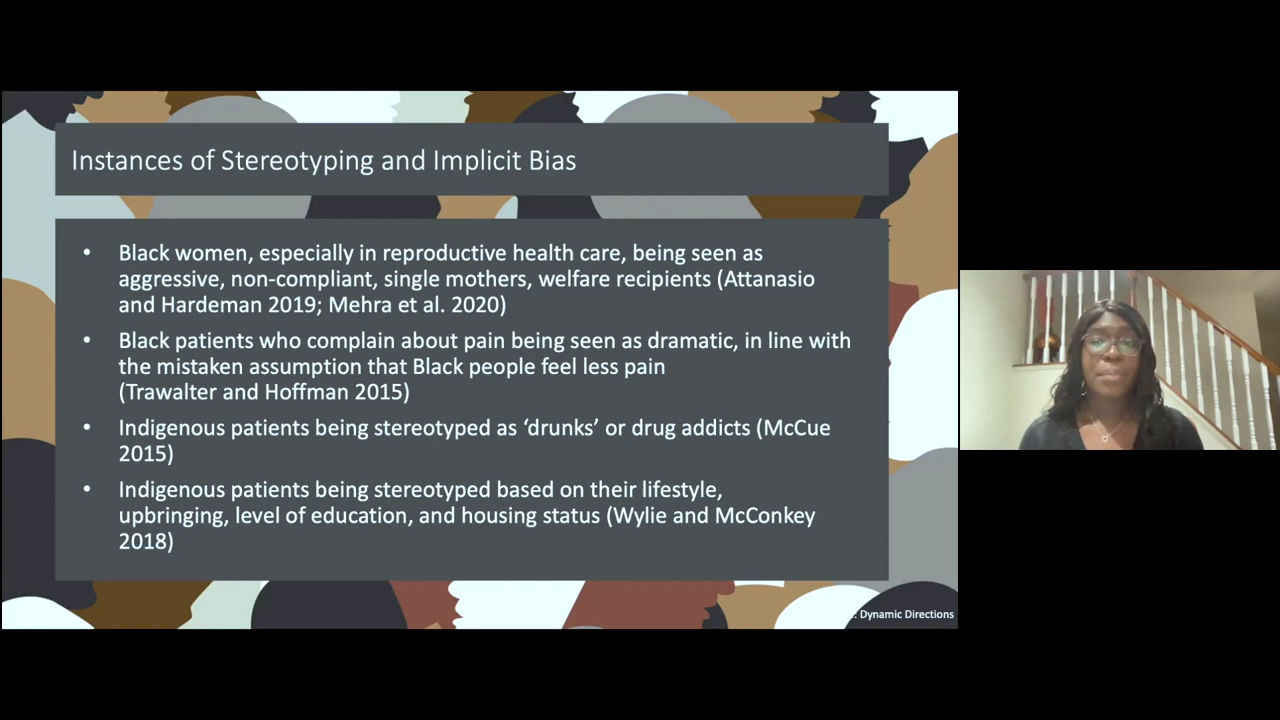 Instances of Stereotyping and Implicit Bias
• Black women, especially in reproductive health care, being seen as
aggressive, non-compliant, single mothers, welfare recipients (Attanasio
and Hardeman 2019; Mehra et al. 2020)
• Black patients who complain about pain being seen as dramatic, in line with
the mistaken assumption that Black people feel less pain
(Trawalter and Hoffman 2015)
• Indigenous patients being stereotyped as ‘drunks’ or drug addicts (McCue
2015)
• Indigenous patients being stereotyped based on their lifestyle,
upbringing, level of education, and housing status (Wylie and McConkey
2018)
Dynamic Directions